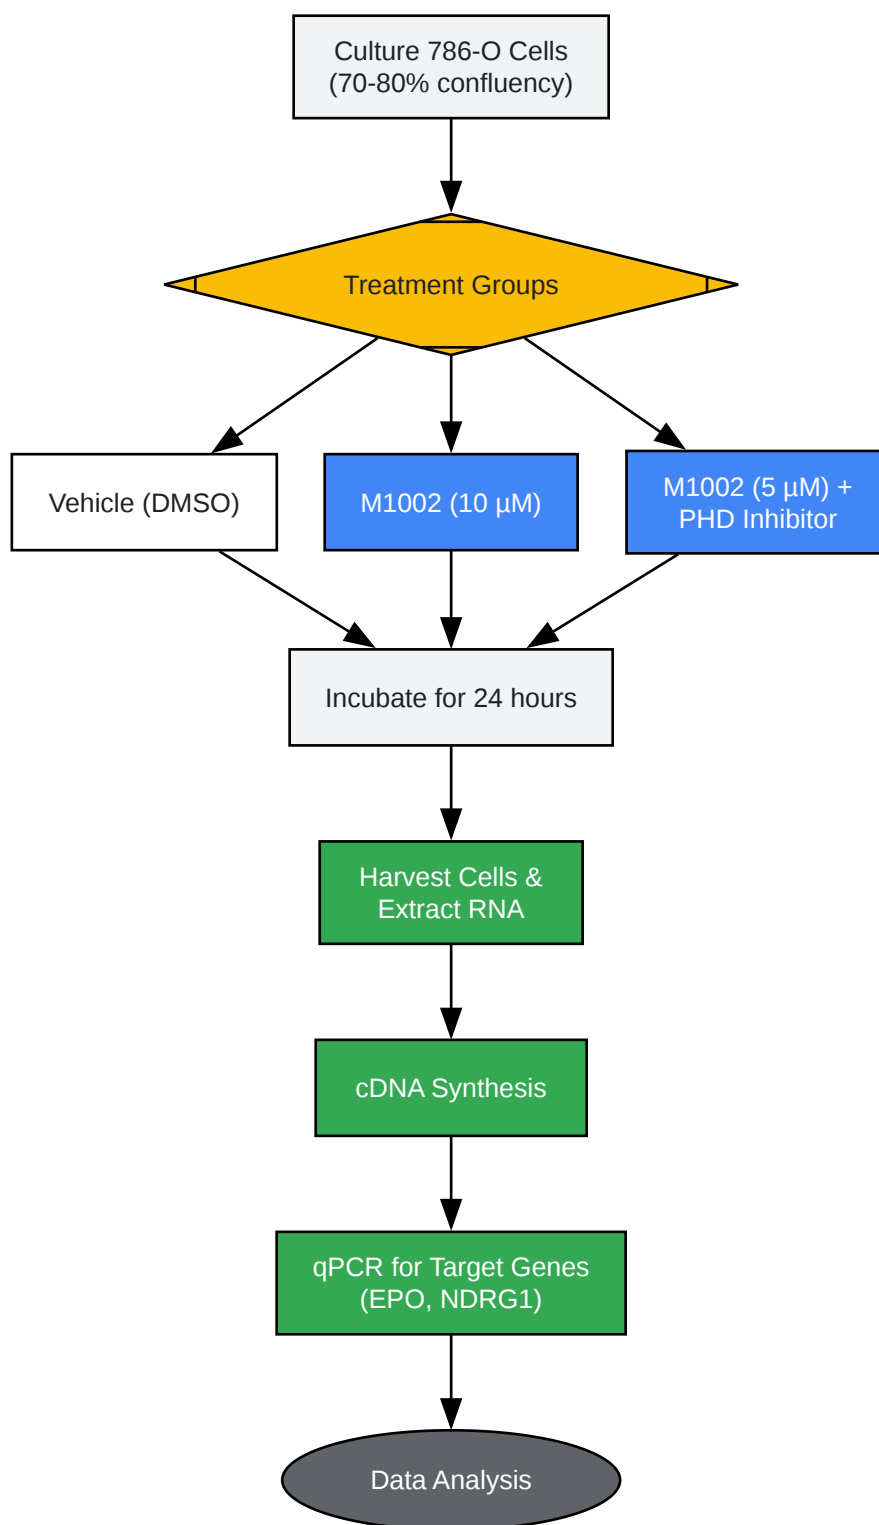 Culture 786-O Cells
(70-80% confluency)
Treatment Groups
Vehicle (DMSO)
M1002 (10 µM)
M1002 (5 µM) +
PHD Inhibitor
Incubate for 24 hours
Harvest Cells &
Extract RNA
cDNA Synthesis
qPCR for Target Genes
(EPO, NDRG1)
Data Analysis